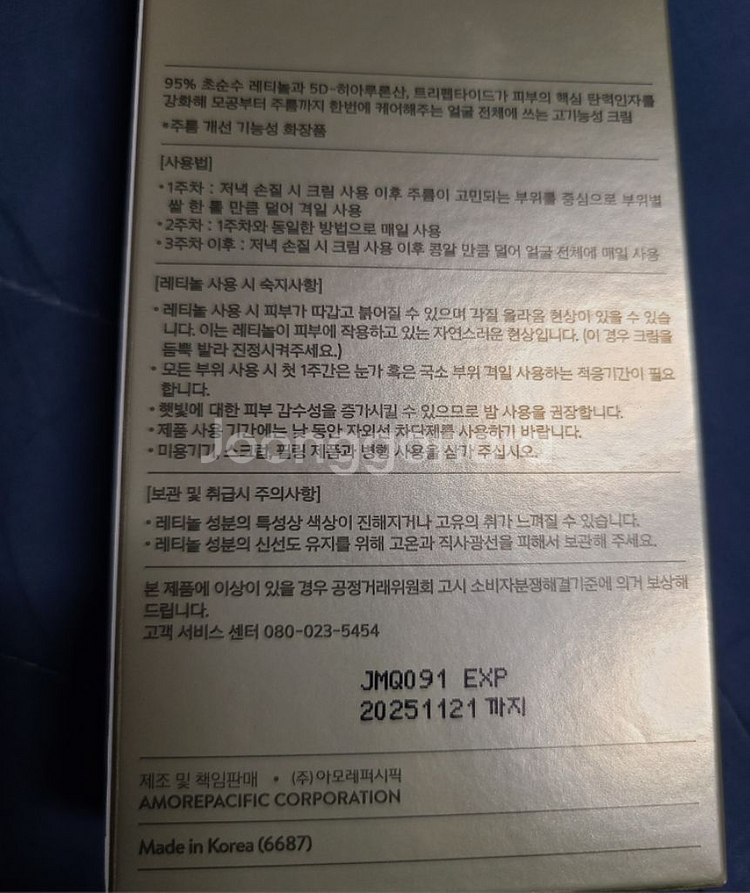 95% 초순수 레티놀과 5D-히아루론산, 트리펩타이드가 피부의 핵심 탄력인자를
강화해 모공부터 주름까지 한번에 케어해주는 얼굴 전체에 쓰는 고기능성 크림
*주름 개선 기능성 화장품
[사용법]
• 1주차 : 저녁 손질 시 크림 사용 이후 주름이 고민되는 부위를 중심으로 부위별
쌀 한 톨 만큼 덜어 격일 사용
• 2주차 : 1주차와 동일한 방법으로 매일 사용
• 3주차 이후 : 저녁 손질 시 크림 사용 이후 콩알 만큼 덜어 얼굴 전체에 매일 사용
[레티놀 사용 시 숙지사항]
• 레티놀 사용 시 피부가 따갑고 붉어질 수 있으며 각질 올라옴 현상이 있을 수 있습
니다. 이는 레티놀이 피부에 작용하고 있는 자연스러운 현상입니다. (이 경우 크림을
듬뿍 발라 진정시켜주세요.)
• 모든 부위 사용 시 첫 1주간은 눈가 혹은 국소 부위 격일 사용하는 적응기간이 필요
합니다.
• 햇빛에 대한 피부 감수성을 증가시킬 수 있으므로 밤 사용을 권장합니다.
• 제품 사용 기간에는 낮 동안 자외선 차단제를 사용하기 바랍니다.
• 미용기기, 스크럽, 필링 제품과 병행 사용을 삼가 주십시오.
[보관 및 취급시 주의사항]
• 레티놀 성분의 특성상 색상이 진해지거나 고유의 취가 느껴질 수 있습니다.
• 레티놀 성분의 신선도 유지를 위해 고온과 직사광선을 피해서 보관해 주세요.
본 제품에 이상이 있을 경우 공정거래위원회 고시 소비자분쟁해결기준에 의거 보상해
드립니다.
고객 서비스 센터 080-023-5454
JMQ091 EXP
20251121 까지
제조 및 책임판매 • (주)아모레퍼시픽
AMOREPACIFIC CORPORATION
Made in Korea (6687)